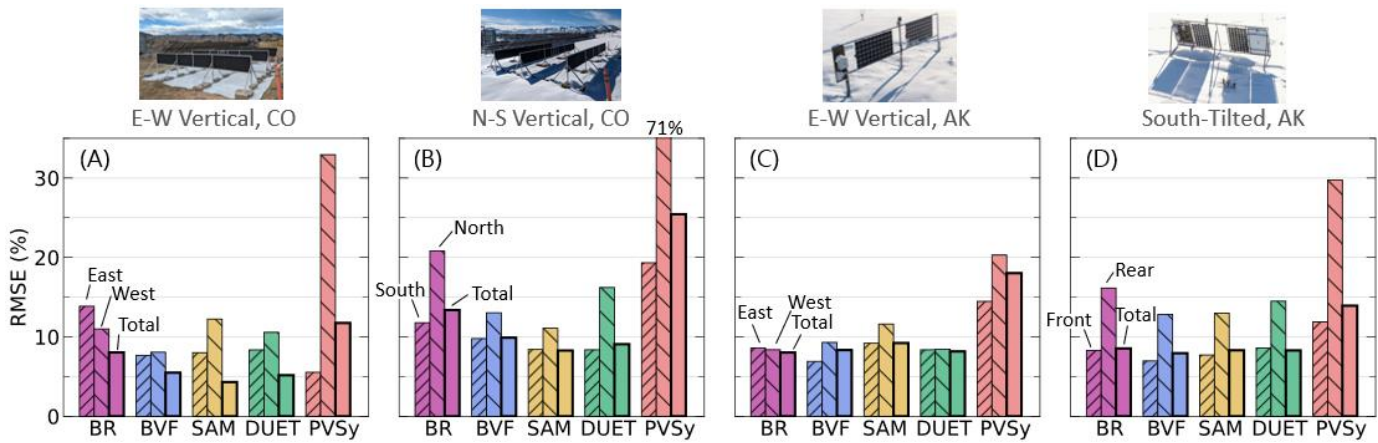 E-W Vertical, CO
N-S Vertical, CO
E-W Vertical, AK
South-Tilted, AK
RMSE (%)
30
20
10
0
(A)
East
West
Total
BR BVF SAM DUET PVSy
(B)
71%
North
South
Total
BR BVF SAM DUET PVSy
(C)
East
West
Total
BR BVF SAM DUET PVSy
(D)
Rear
Front
Total
BR BVF SAM DUET PVSy